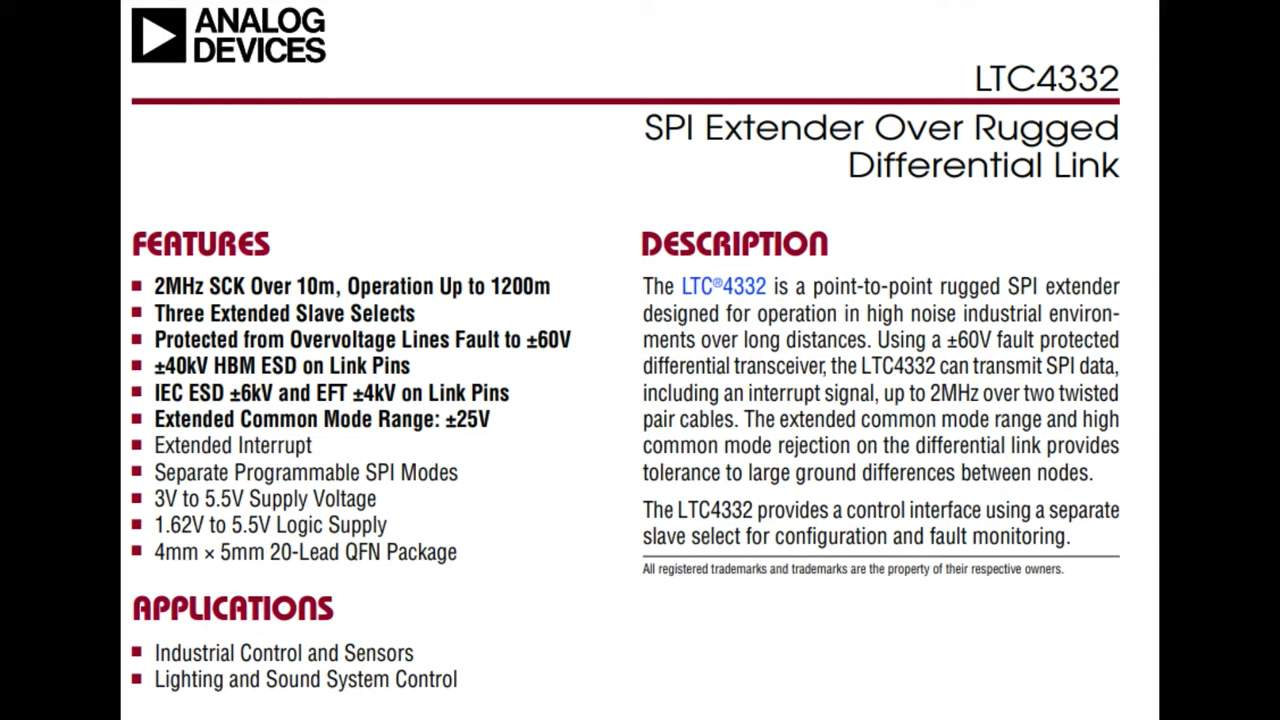 ANALOG
DEVICES
LTC4332
SPI Extender Over Rugged
Differential Link
FEATURES
■ 2MHz SCK Over 10m, Operation Up to 1200m
■ Three Extended Slave Selects
■ Protected from Overvoltage Lines Fault to ±60V
■ ±40kV HBM ESD on Link Pins
■ IEC ESD ±6kV and EFT ±4kV on Link Pins
■ Extended Common Mode Range: ±25V
■ Extended Interrupt
■ Separate Programmable SPI Modes
■ 3V to 5.5V Supply Voltage
■ 1.62V to 5.5V Logic Supply
■ 4mm × 5mm 20-Lead QFN Package
APPLICATIONS
■ Industrial Control and Sensors
■ Lighting and Sound System Control
DESCRIPTION
The LTC®4332 is a point-to-point rugged SPI extender
designed for operation in high noise industrial environ-
ments over long distances. Using a ±60V fault protected
differential transceiver, the LTC4332 can transmit SPI data,
including an interrupt signal, up to 2MHz over two twisted
pair cables. The extended common mode range and high
common mode rejection on the differential link provides
tolerance to large ground differences between nodes.
The LTC4332 provides a control interface using a separate
slave select for configuration and fault monitoring.
All registered trademarks and trademarks are the property of their respective owners.